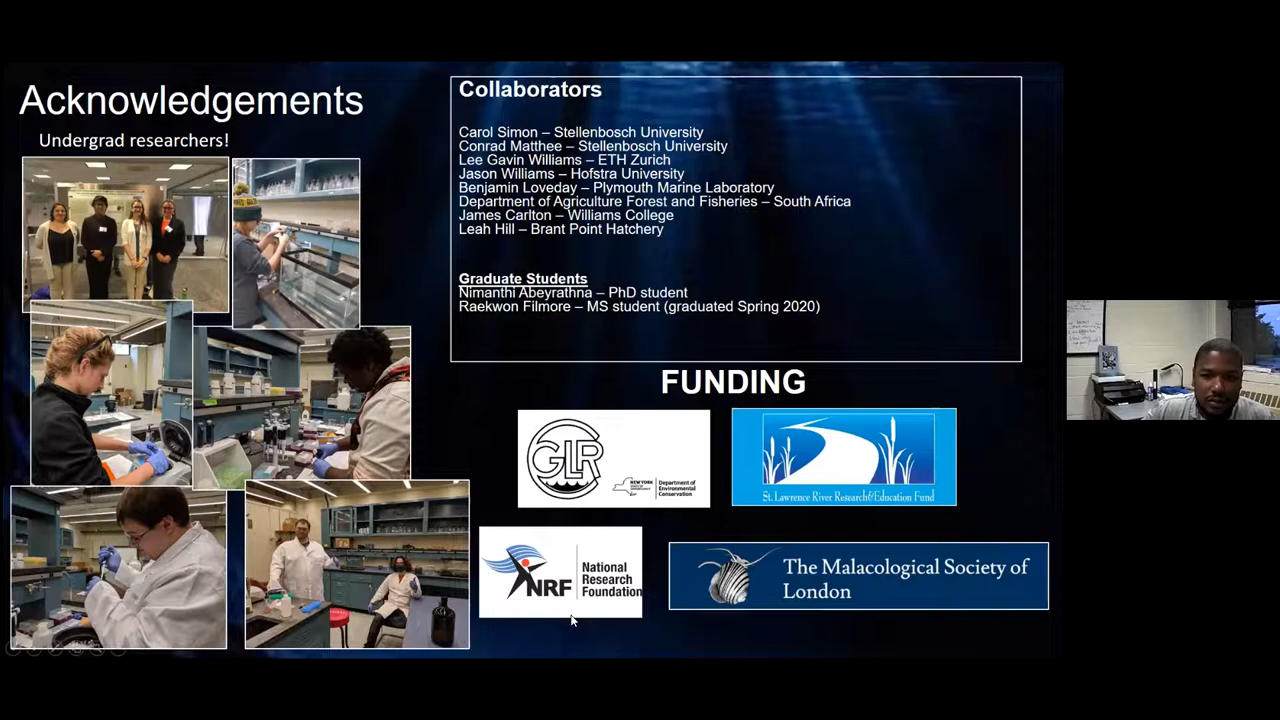 Acknowledgements
Undergrad researchers!
Collaborators
Carol Simon – Stellenbosch University
Conrad Matthee – Stellenbosch University
Lee Gavin Williams – ETH Zurich
Jason Williams – Hofstra University
Benjamin Loveday – Plymouth Marine Laboratory
Department of Agriculture Forest and Fisheries – South Africa
James Carlton – Williams College
Leah Hill – Brant Point Hatchery
Graduate Students
Nimanthi Abeyrathna – PhD student
Raekwon Filmore – MS student (graduated Spring 2020)
FUNDING
GLRC
NEW YORK
Department of
Environmental
Conservation
St. Lawrence River Research & Education Fund
NRF
National
Research
Foundation
The Malacological Society of
London